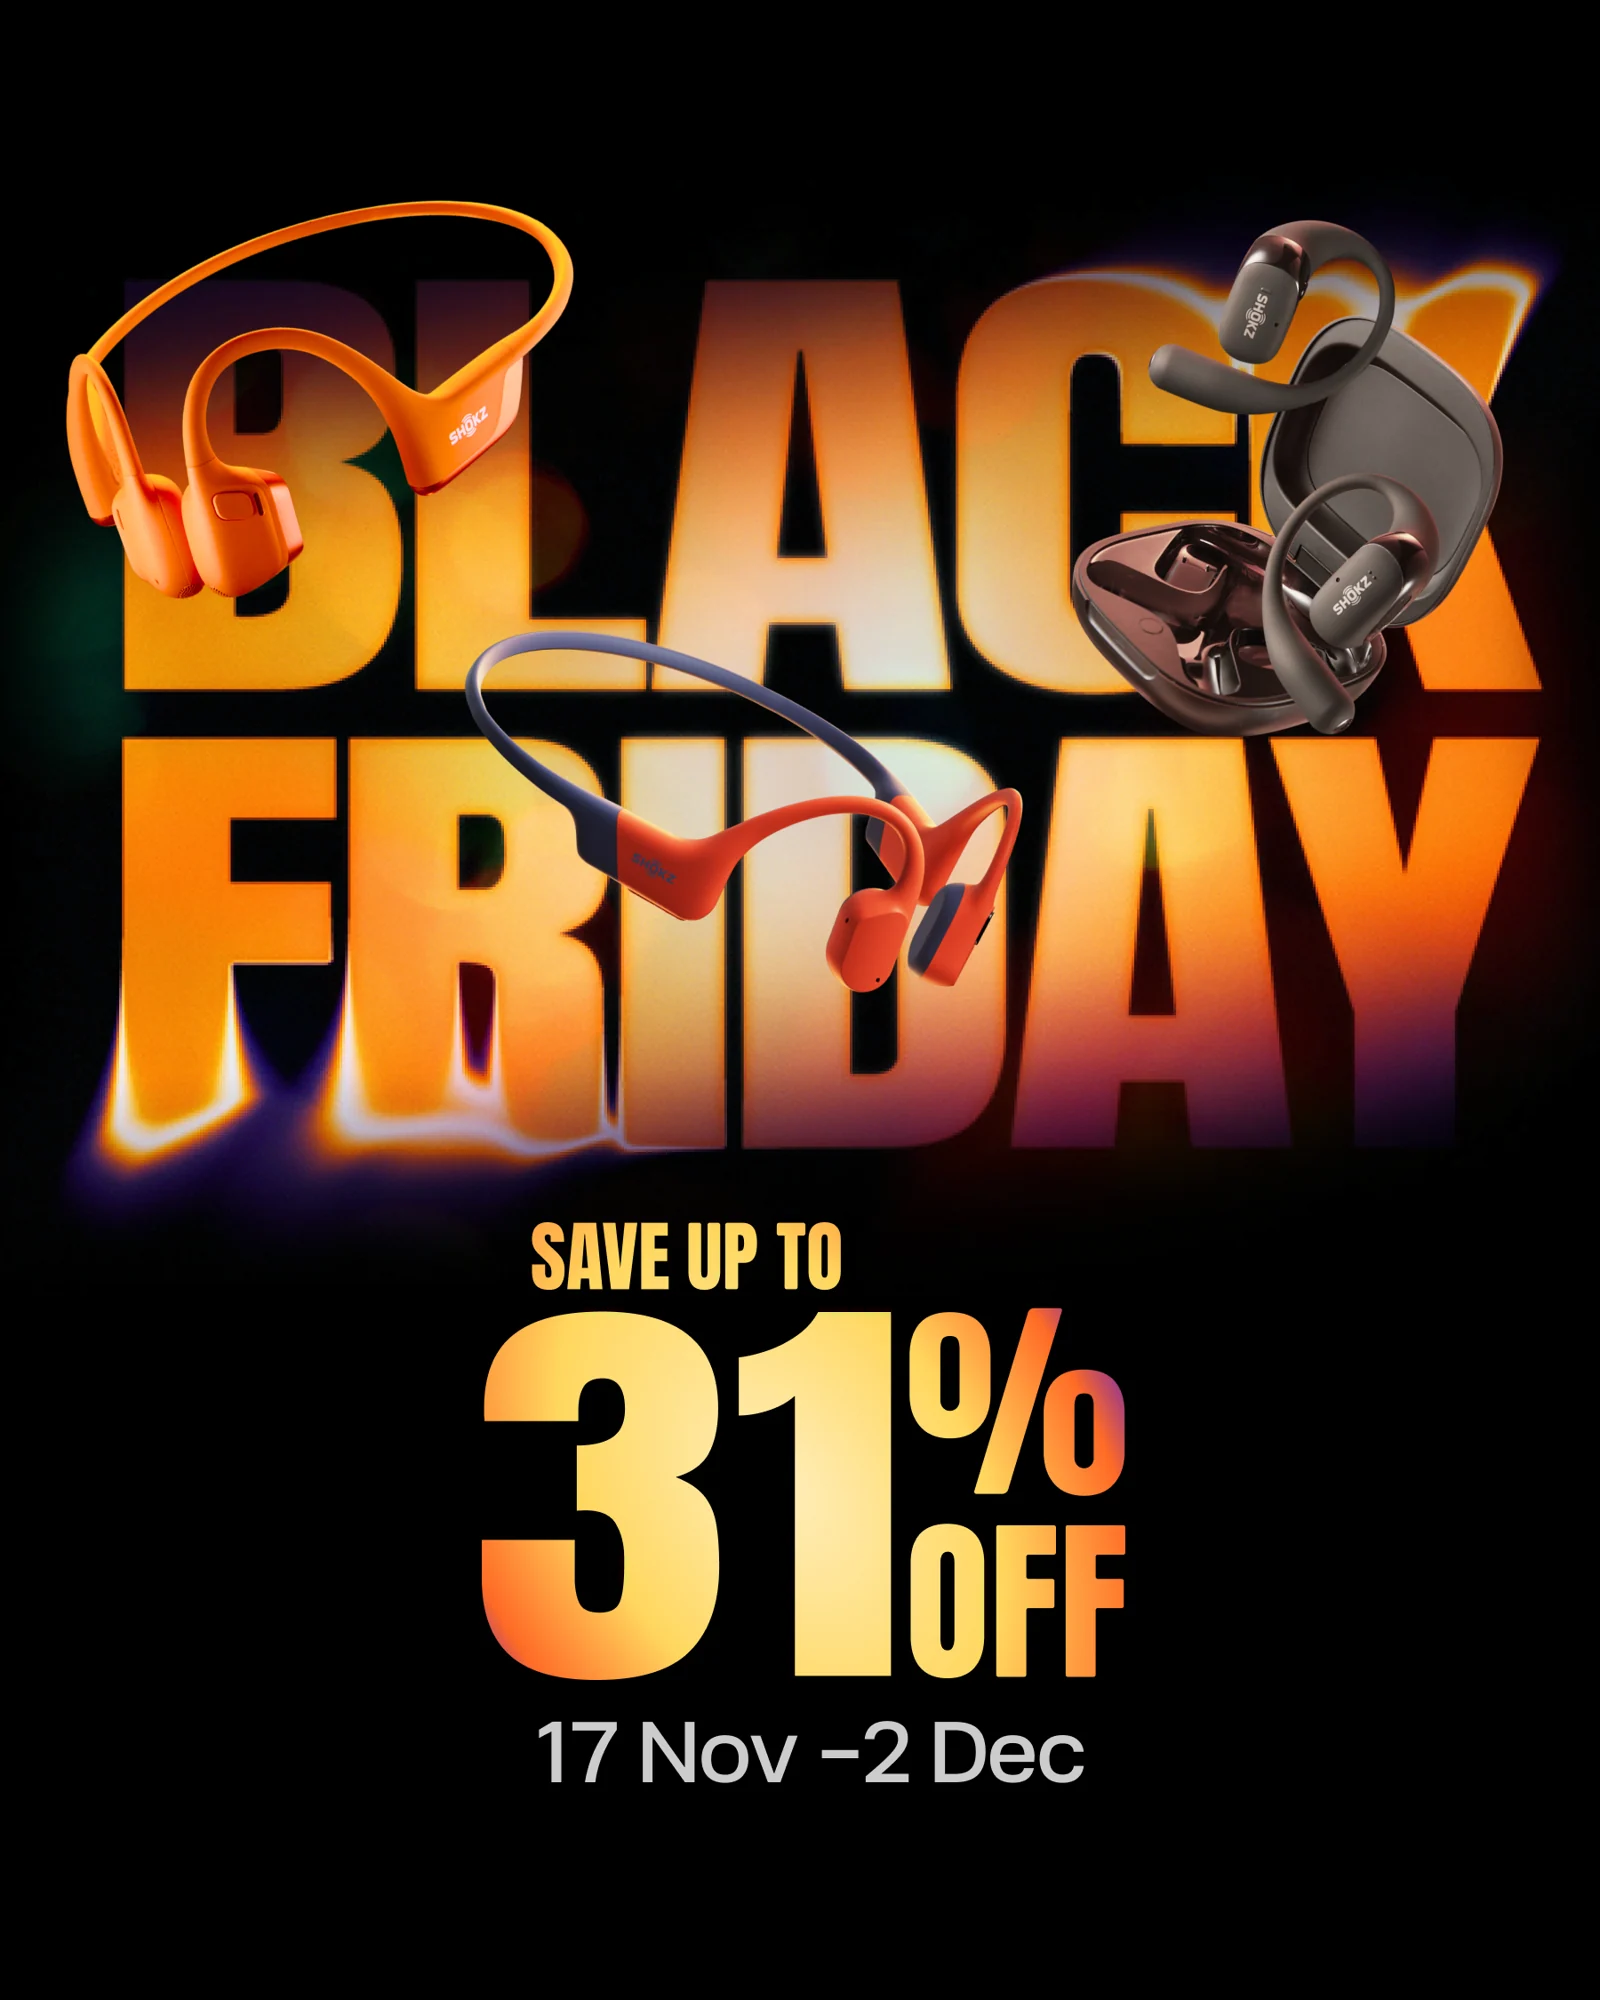 BLACK
FRIDAY
SHOKZ
SHOKZ
SHOKZ
SHOKZ
SAVE UP TO
31%
OFF
17 Nov –2 Dec